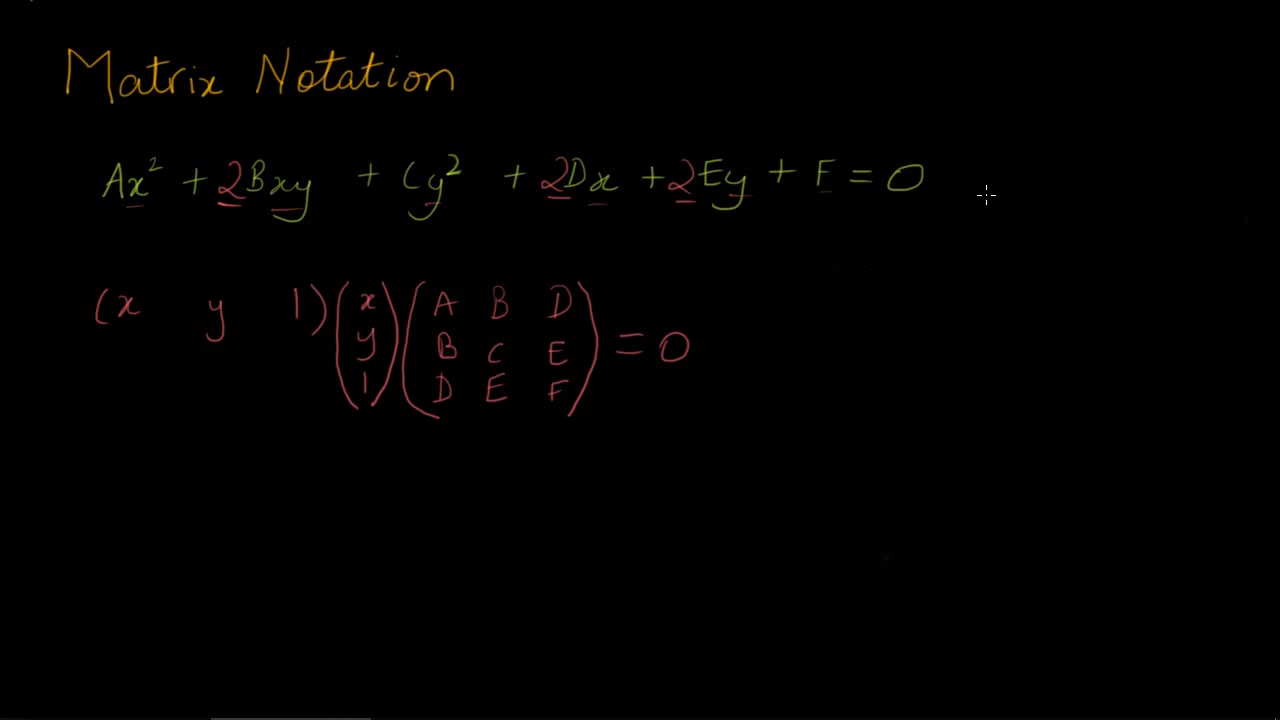 Matrix Notation
Ax² + 2Bxy + Cy² + 2Dx + 2Ey + F = 0
(x y 1) (x y 1) (A B D
B C E
D E F) = 0